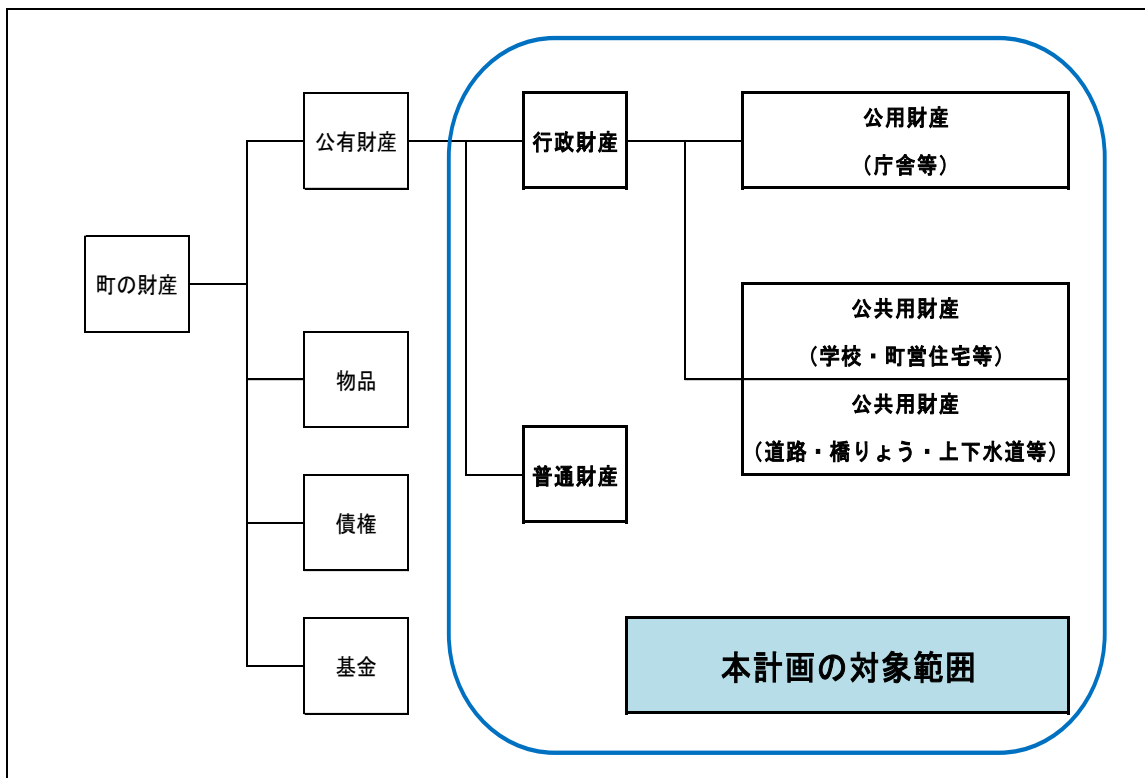 町の財産
公有財産
物品
債権
基金
行政財産
普通財産
公用財産
（庁舎等）
公共用財産
（学校・町営住宅等）
公共用財産
（道路・橋りょう・上下水道等）
本計画の対象範囲